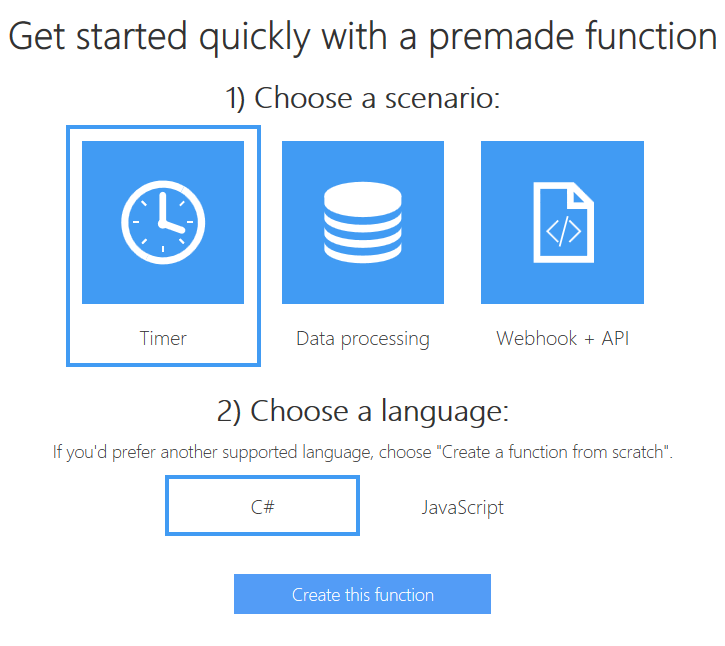 Get started quickly with a premade function
1) Choose a scenario:
Timer
Data processing
Webhook + API
2) Choose a language:
If you'd prefer another supported language, choose "Create a function from scratch".
C#
JavaScript
Create this function